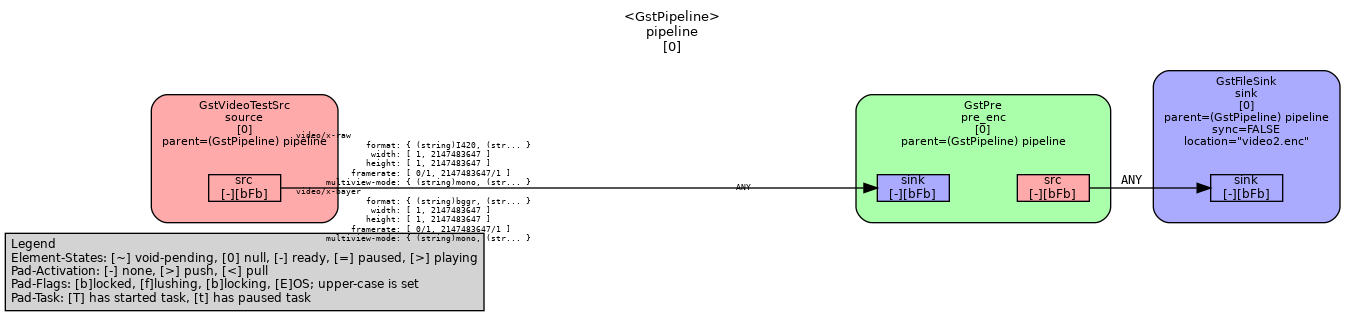 <GstPipeline>
pipeline
[0]
GstVideoTestSrc
source
[0]
parent=(GstPipeline) pipeline
src
[-][bFb]
video/x-raw
format: { (string)I420, (str... }
width: [ 1, 2147483647 ]
height: [ 1, 2147483647 ]
framerate: [ 0/1, 2147483647/1 ]
multiview-mode: { (string)mono, (str... }
video/x-bayer
format: { (string)bggr, (str... }
width: [ 1, 2147483647 ]
height: [ 1, 2147483647 ]
framerate: [ 0/1, 2147483647/1 ]
multiview-mode: { (string)mono, (str... }
ANY
GstPre
pre_enc
[0]
parent=(GstPipeline) pipeline
sink
[-][bFb]
src
[-][bFb]
ANY
GstFileSink
sink
[0]
parent=(GstPipeline) pipeline
sync=FALSE
location="video2.enc"
sink
[-][bFb]
Legend
Element-States: [~] void-pending, [0] null, [-] ready, [=] paused, [>] playing
Pad-Activation: [-] none, [>] push, [<] pull
Pad-Flags: [b]locked, [f]lushing, [b]locking, [E]OS; upper-case is set
Pad-Task: [T] has started task, [t] has paused task